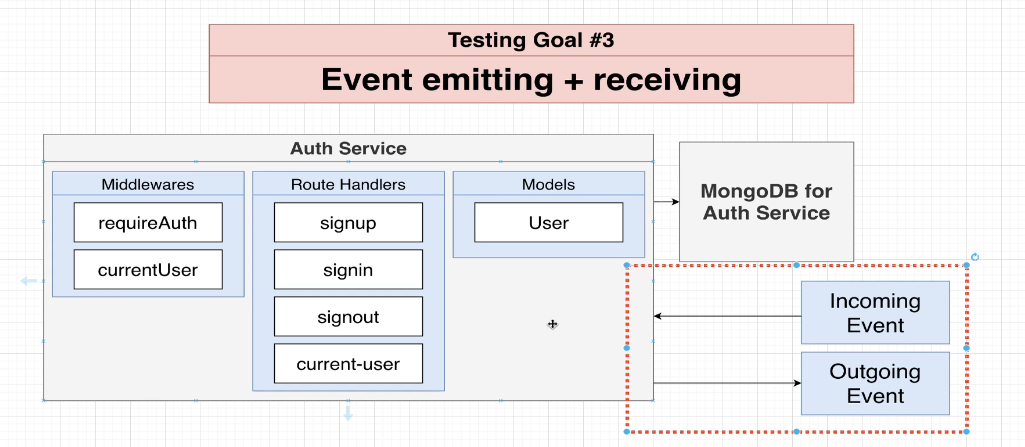 Testing Goal #3
Event emitting + receiving
Auth Service
Middlewares
requireAuth
currentUser
Route Handlers
signup
signin
signout
current-user
Models
User
MongoDB for
Auth Service
Incoming
Event
Outgoing
Event